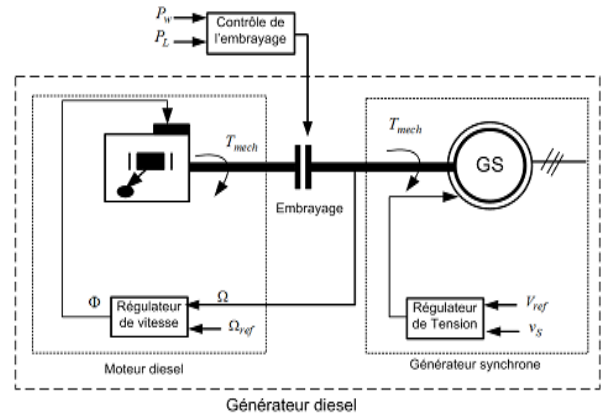 P_w
P_L
Contrôle de
l'embrayage
T_mech
T_mech
GS
Embrayage
Φ
Régulateur
de vitesse
Ω
Ω_ref
Régulateur
de Tension
V_ref
v_S
Moteur diesel
Générateur synchrone
Générateur diesel